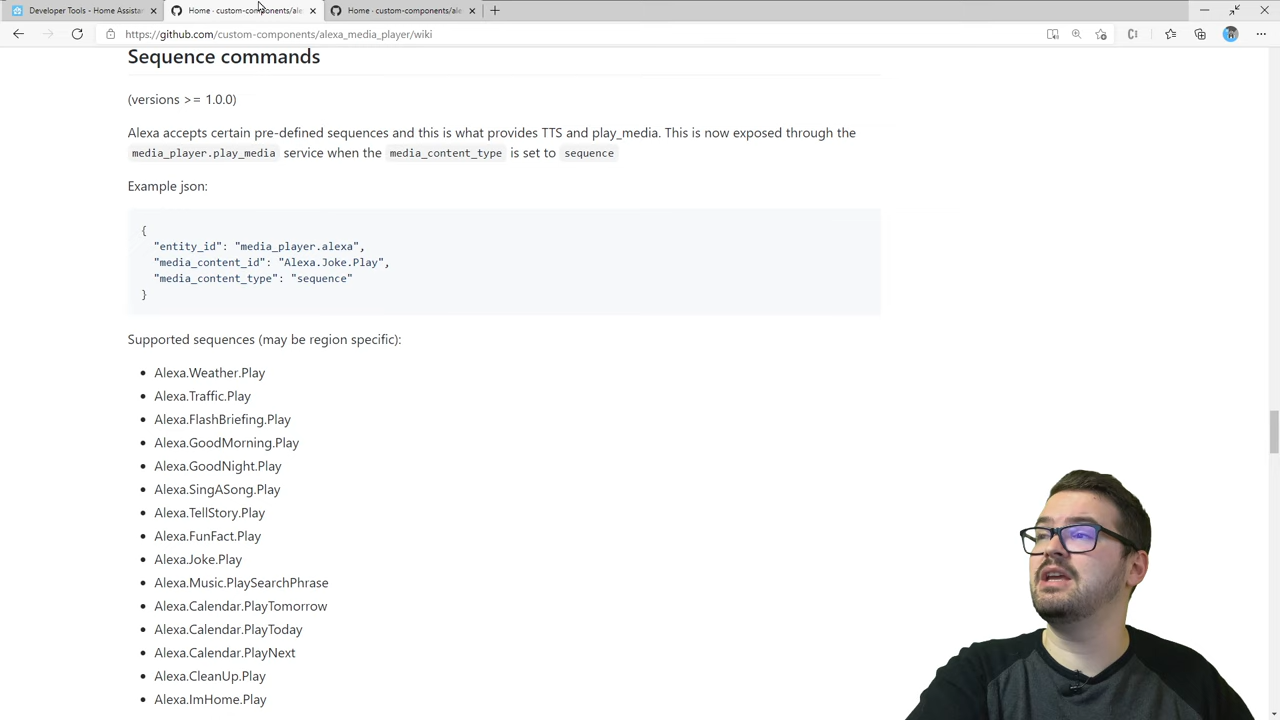 Developer Tools - Home Assistan
Home · custom-components/ale
Home · custom-components/ale
https://github.com/custom-components/alexa_media_player/wiki
Sequence commands
(versions >= 1.0.0)
Alexa accepts certain pre-defined sequences and this is what provides TTS and play_media. This is now exposed through the
media_player.play_media service when the media_content_type is set to sequence
Example json:
{
"entity_id": "media_player.alexa",
"media_content_id": "Alexa.Joke.Play",
"media_content_type": "sequence"
}
Supported sequences (may be region specific):
• Alexa.Weather.Play
• Alexa.Traffic.Play
• Alexa.FlashBriefing.Play
• Alexa.GoodMorning.Play
• Alexa.GoodNight.Play
• Alexa.SingASong.Play
• Alexa.TellStory.Play
• Alexa.FunFact.Play
• Alexa.Joke.Play
• Alexa.Music.PlaySearchPhrase
• Alexa.Calendar.PlayTomorrow
• Alexa.Calendar.PlayToday
• Alexa.Calendar.PlayNext
• Alexa.CleanUp.Play
• Alexa.ImHome.Play